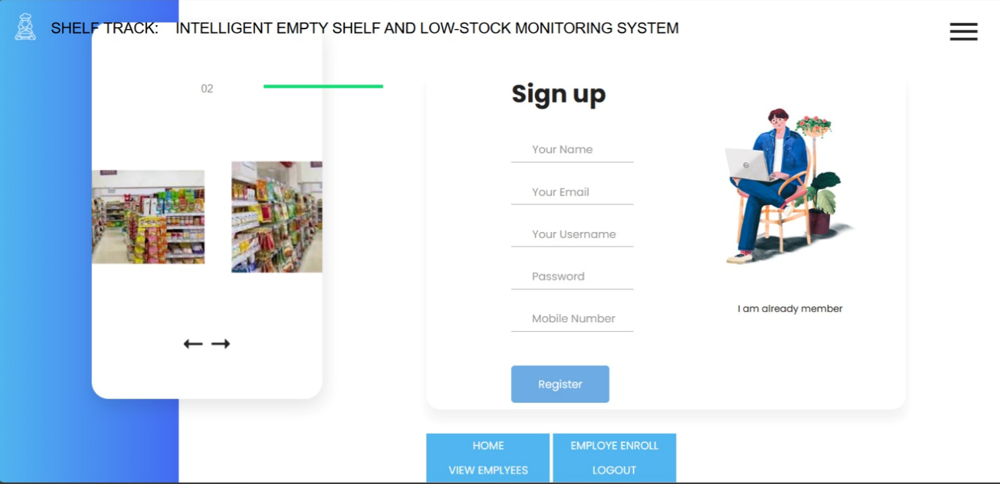 SHELF TRACK: INTELLIGENT EMPTY SHELF AND LOW-STOCK MONITORING SYSTEM
02
Sign up
Your Name
Your Email
Your Username
Password
Mobile Number
I am already member
Register
HOME
EMPLOYE ENROLL
VIEW EMPLYEES
LOGOUT